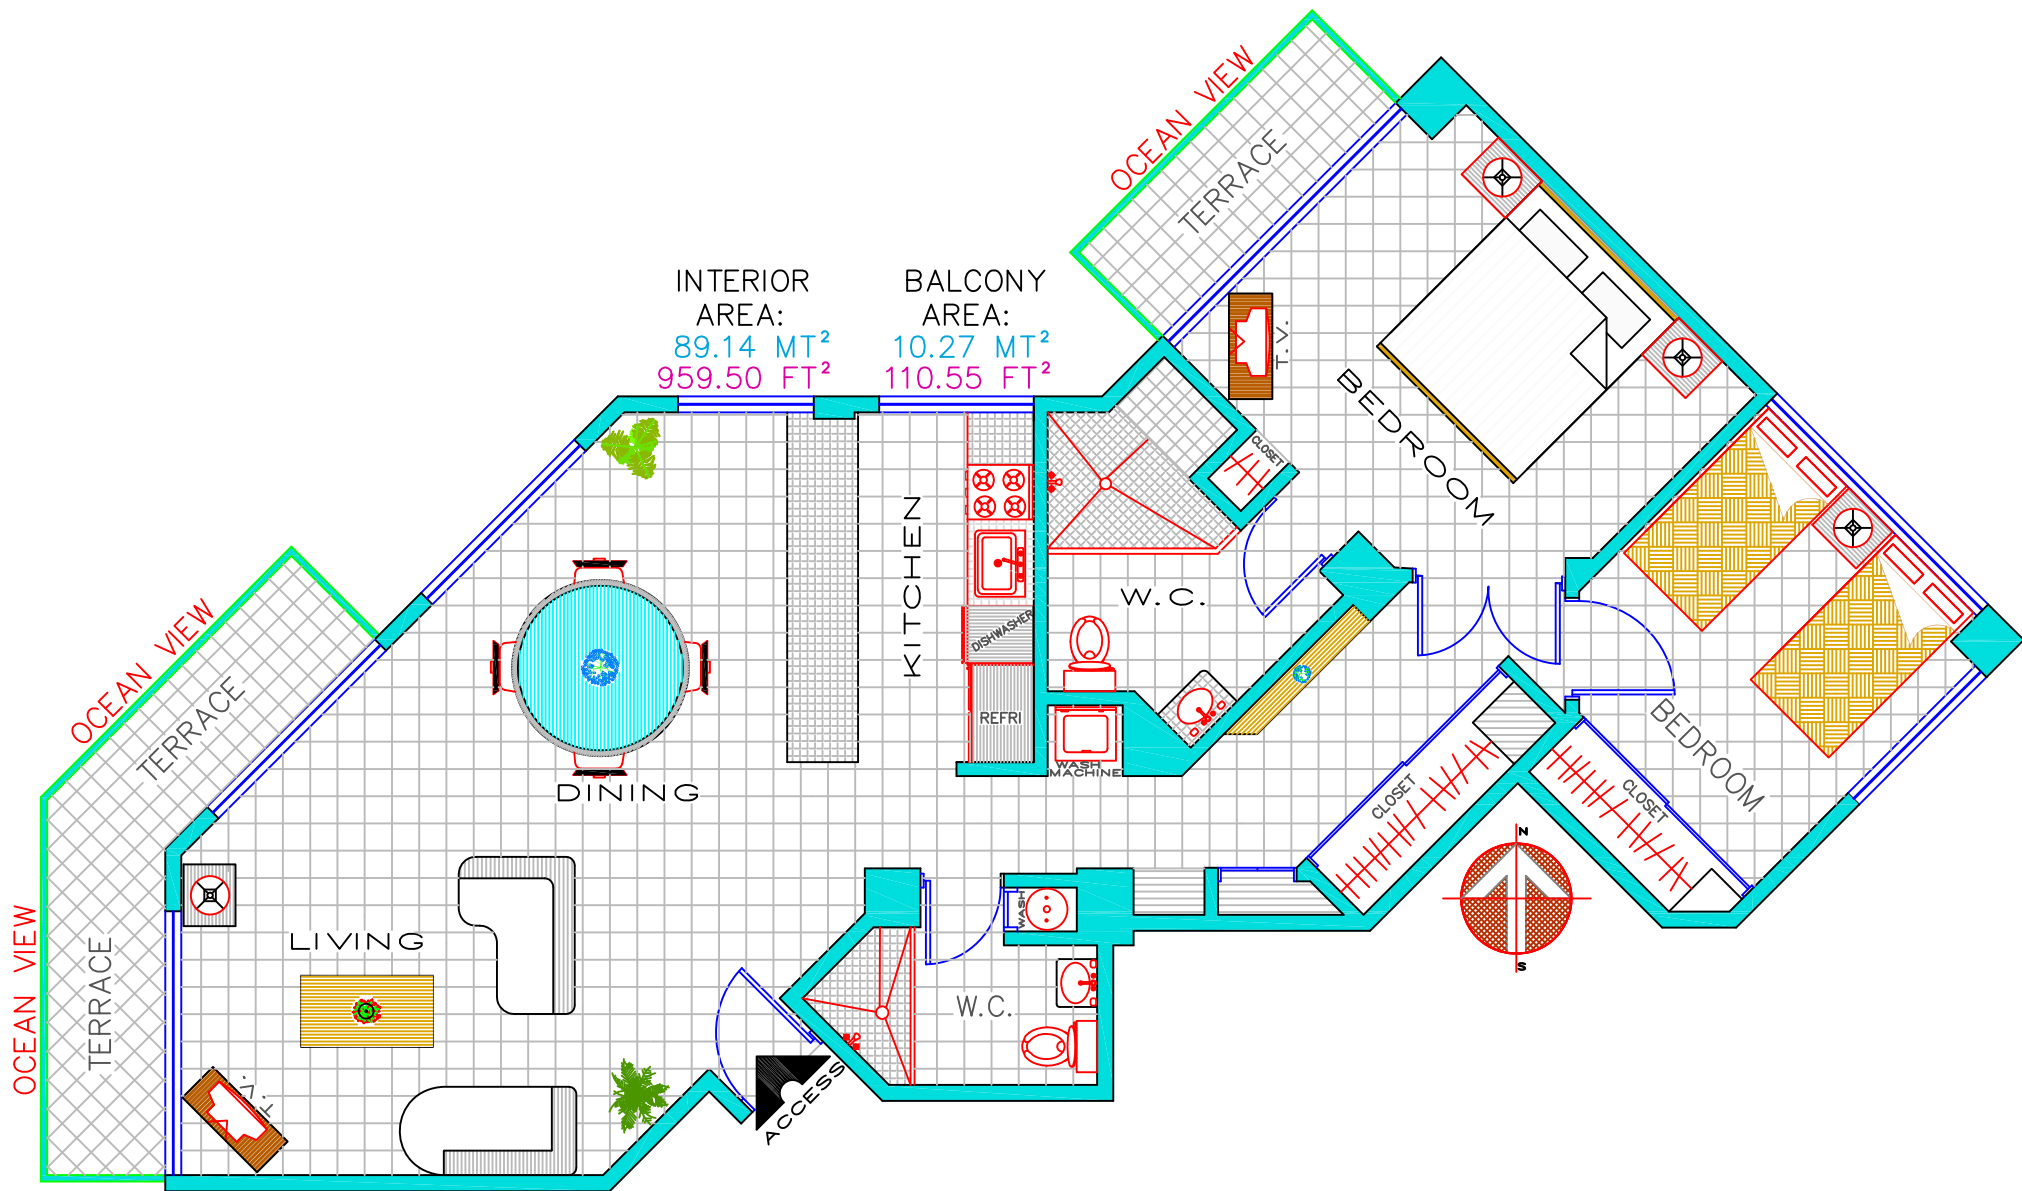 OCEAN VIEW
TERRACE
INTERIOR
AREA:
89.14 MT²
959.50 FT²
BALCONY
AREA:
10.27 MT²
110.55 FT²
T.V.
BEDROOM
CLOSET
KITCHEN
W.C.
DISHWASHER
REFRI
WASH
MACHINE
OCEAN VIEW
TERRACE
DINING
BEDROOM
CLOSET
CLOSET
N
S
OCEAN VIEW
TERRACE
LIVING
T.V.
WASH
W.C.
ACCESS